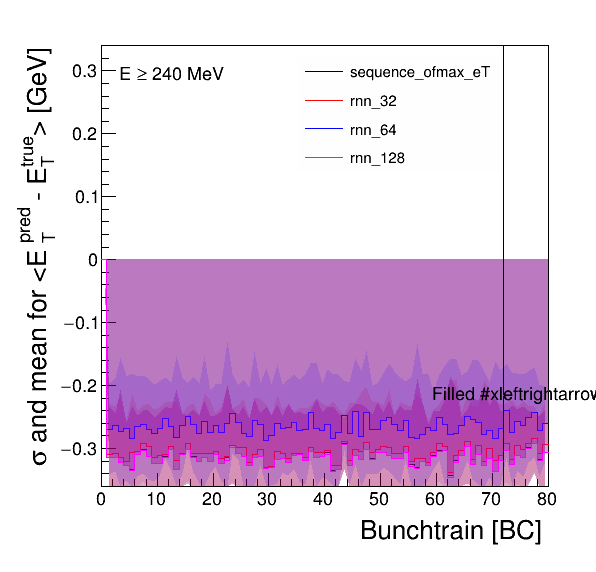 σ and mean for <E_T^pred - E_T^true> [GeV]
E ≥ 240 MeV
sequence_ofmax_eT
rnn_32
rnn_64
rnn_128
0.3
0.2
0.1
0
−0.1
−0.2
−0.3
Filled #xleftrightarrow
0 10 20 30 40 50 60 70 80
Bunchtrain [BC]